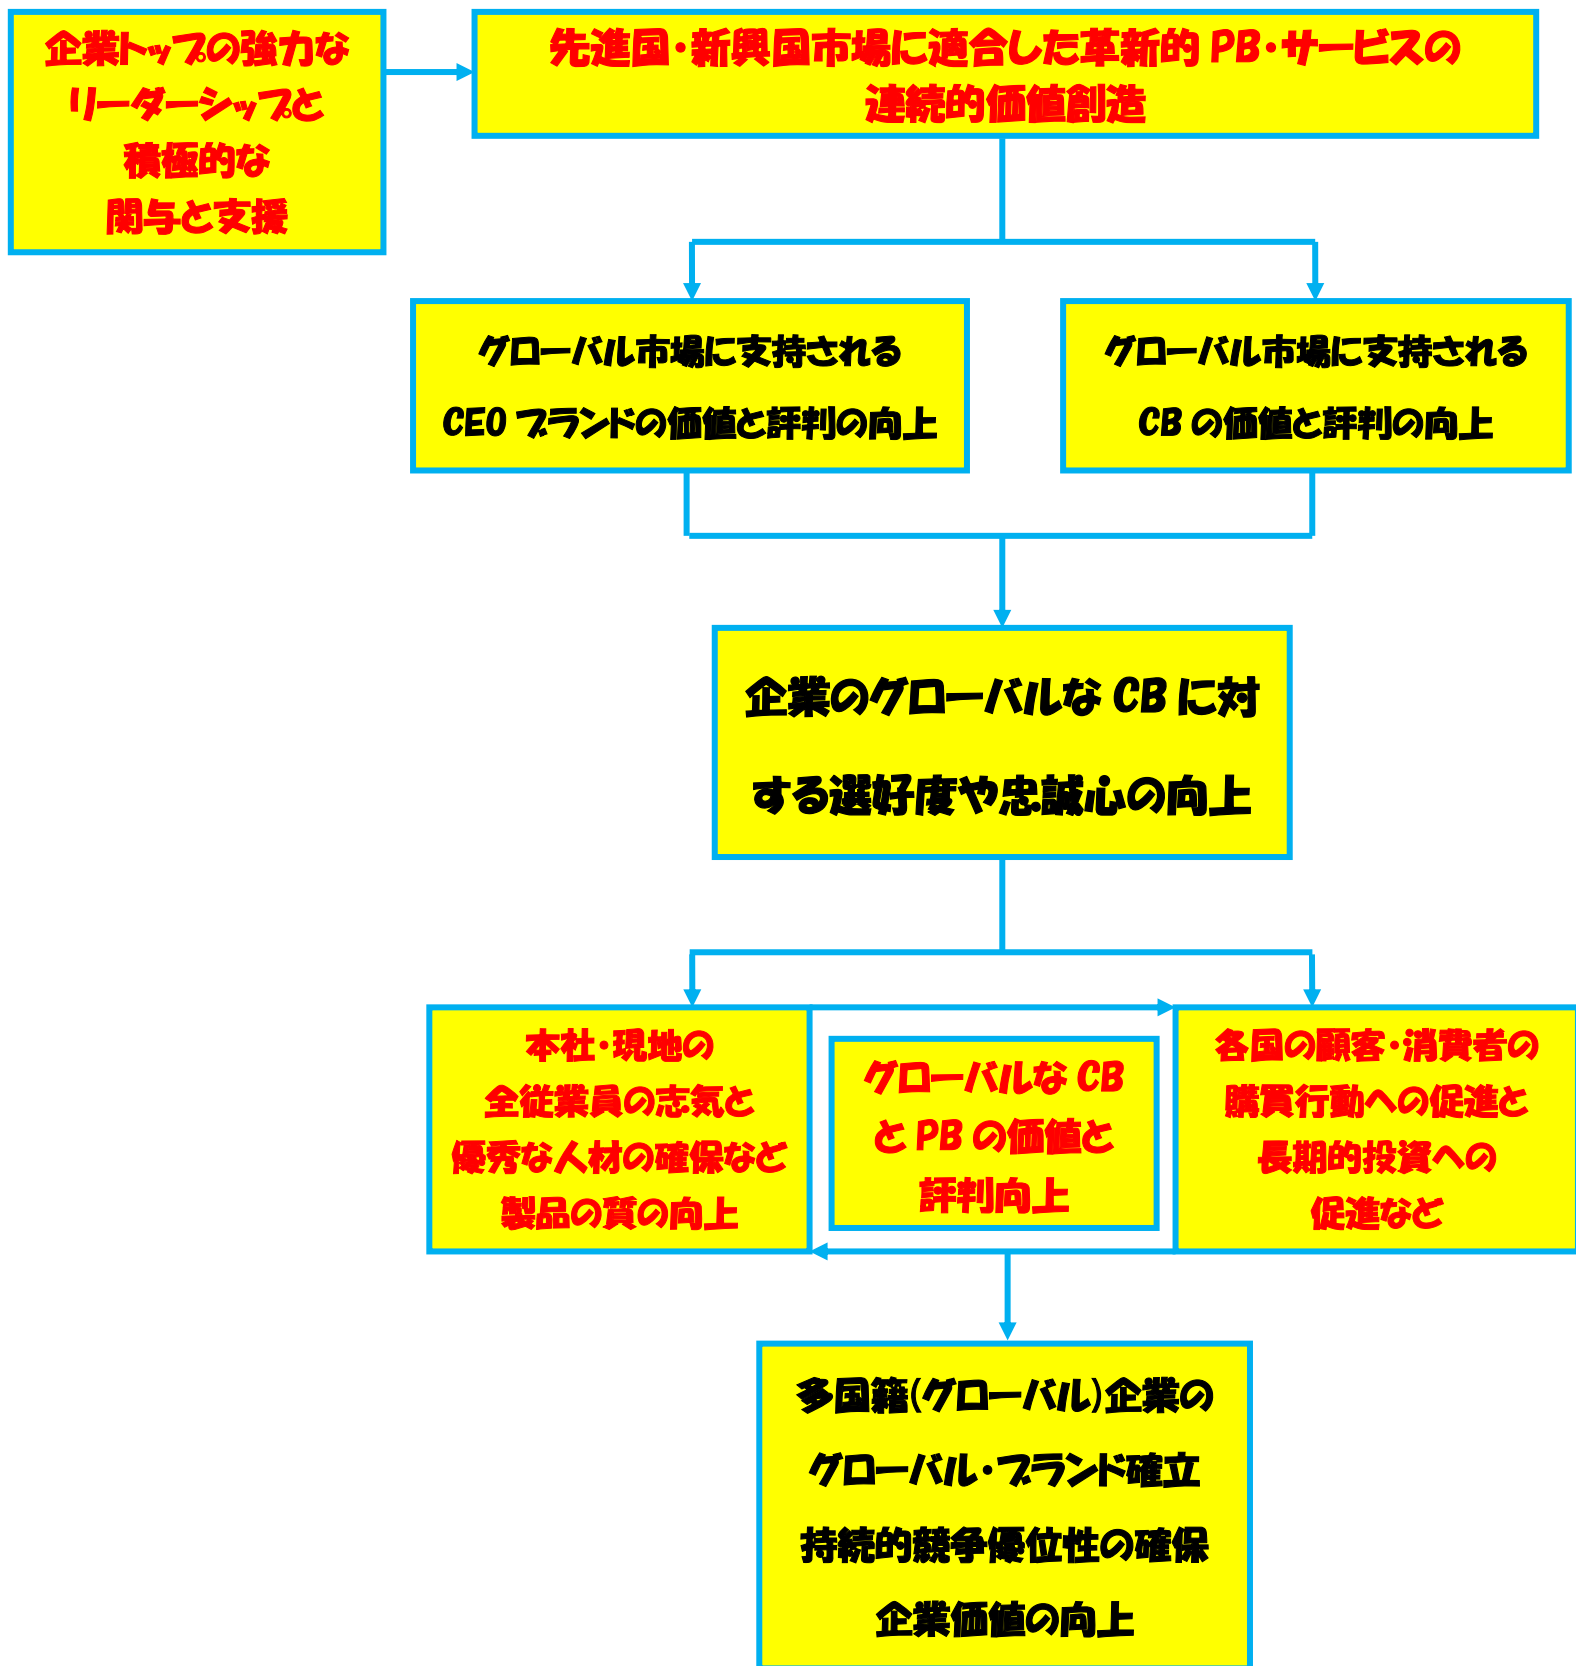 企業トップの強力な
リーダーシップと
積極的な
関与と支援
先進国・新興国市場に適合した革新的 PB・サービスの
連続的価値創造
グローバル市場に支持される
CEO ブランドの価値と評判の向上
グローバル市場に支持される
CB の価値と評判の向上
企業のグローバルな CB に対
する選好度や忠誠心の向上
本社・現地の
全従業員の志気と
優秀な人材の確保など
製品の質の向上
グローバルな CB
と PB の価値と
評判向上
各国の顧客・消費者の
購買行動への促進と
長期的投資への
促進など
多国籍(グローバル)企業の
グローバル・ブランド確立
持続的競争優位性の確保
企業価値の向上